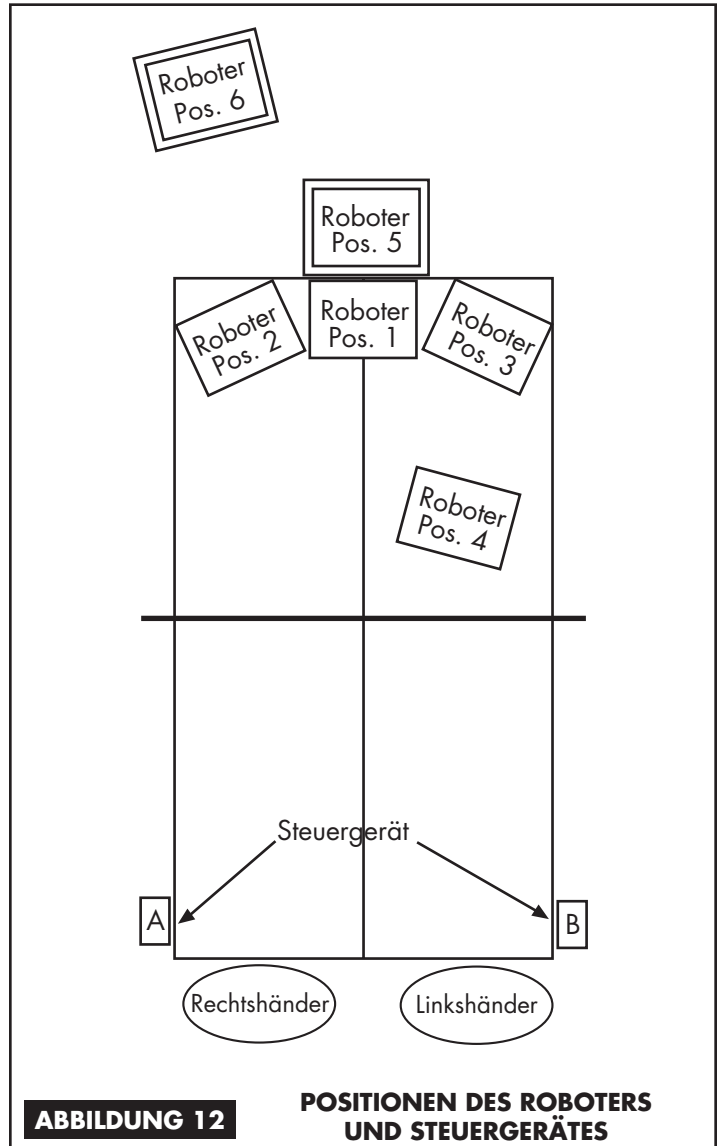 Roboter
Pos. 6
Roboter
Pos. 5
Roboter
Pos. 2
Roboter
Pos. 1
Roboter
Pos. 3
Roboter
Pos. 4
Steuergerät
A
B
Rechtshänder
Linkshänder
ABBILDUNG 12
POSITIONEN DES ROBOTERS
UND STEUERGERÄTES